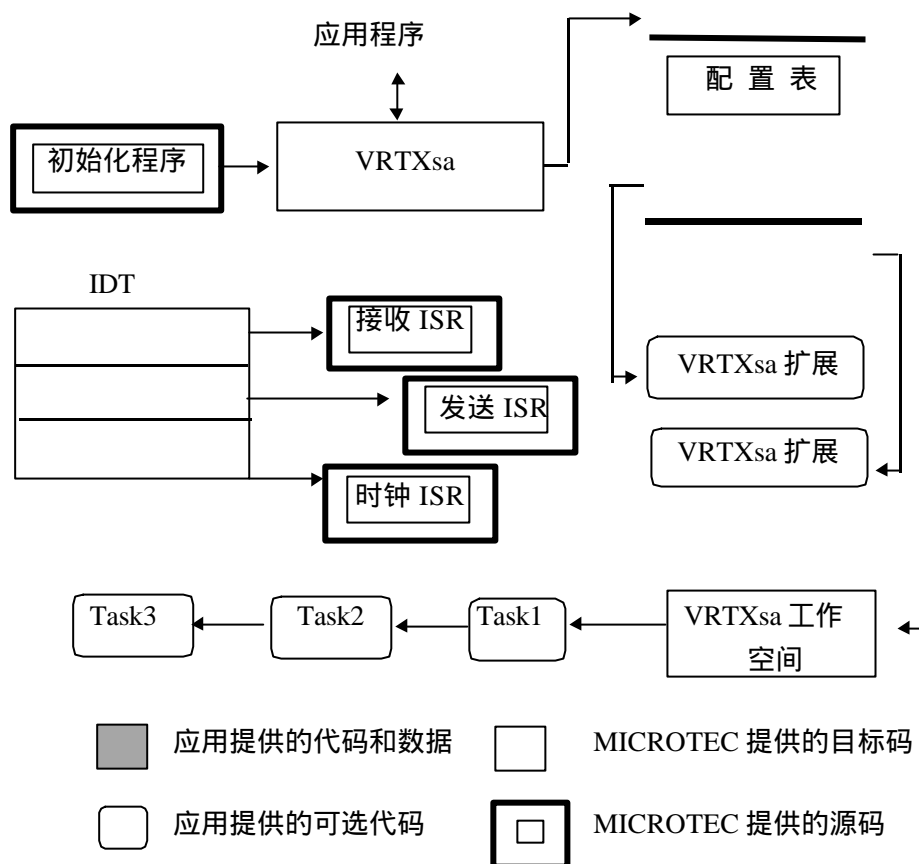 应用程序
配 置 表
初始化程序
VRTXsa
IDT
接收 ISR
VRTXsa 扩展
发送 ISR
VRTXsa 扩展
时钟 ISR
Task3
Task2
Task1
VRTXsa 工作
空间
应用提供的代码和数据
MICROTEC 提供的目标码
应用提供的可选代码
MICROTEC 提供的源码